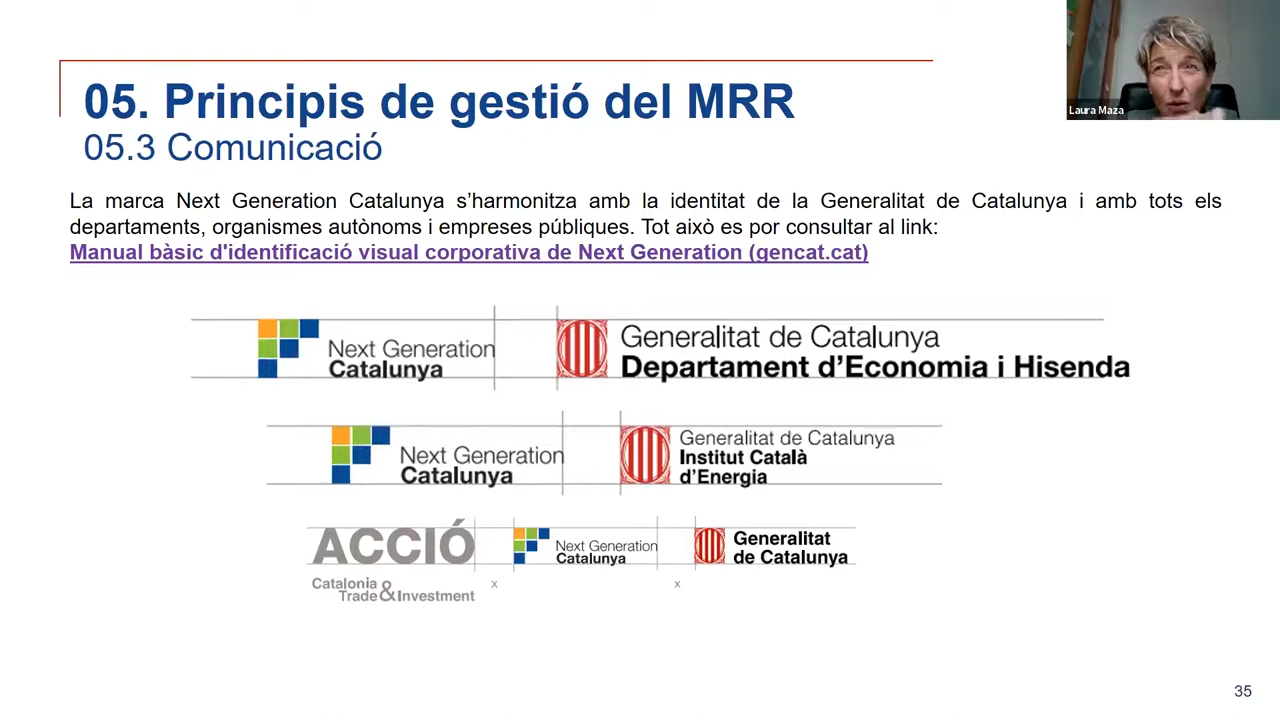 05. Principis de gestió del MRR
05.3 Comunicació
Laura Maza
La marca Next Generation Catalunya s’harmonitza amb la identitat de la Generalitat de Catalunya i amb tots els
departaments, organismes autònoms i empreses públiques. Tot això es por consultar al link:
Manual bàsic d'identificació visual corporativa de Next Generation (gencat.cat)
Next Generation
Catalunya
Generalitat de Catalunya
Departament d’Economia i Hisenda
Next Generation
Catalunya
Generalitat de Catalunya
Institut Català
d’Energia
ACCIÓ
Catalonia
Trade&Investment
Next Generation
Catalunya
Generalitat
de Catalunya
x
x
35